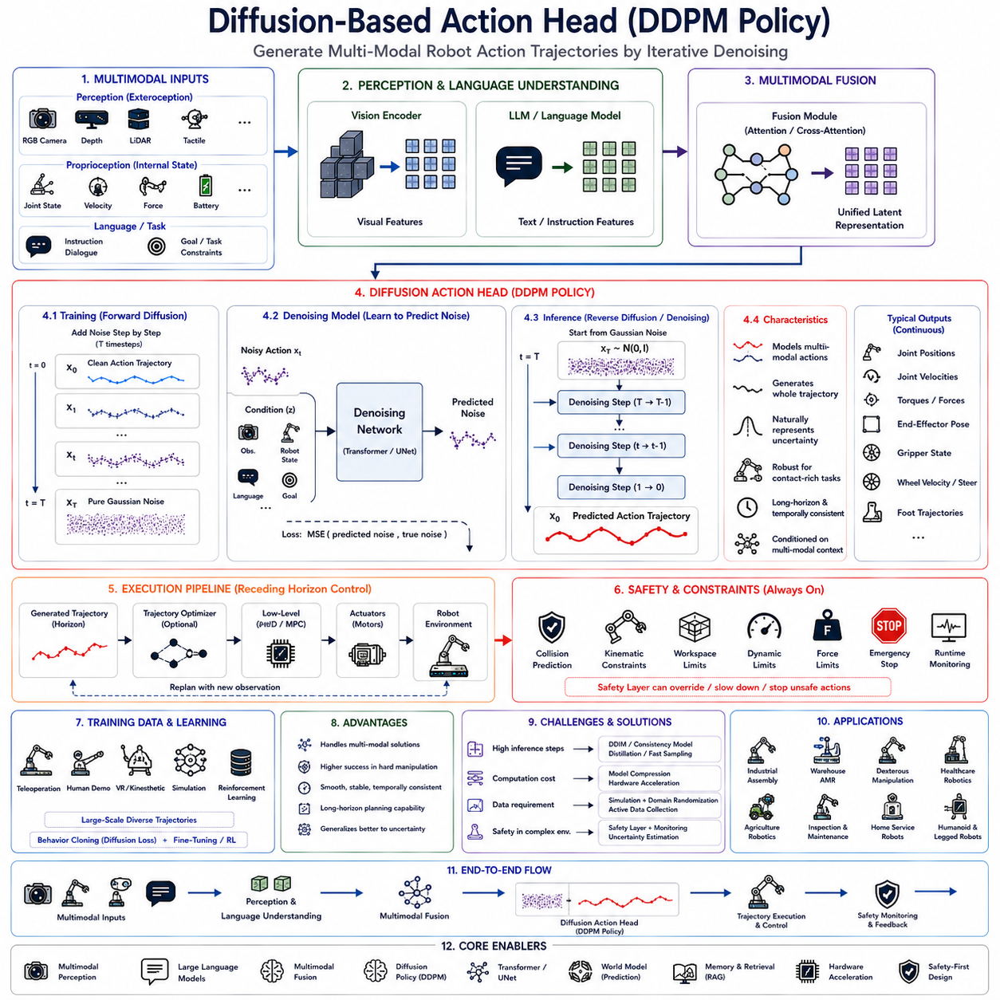 Diffusion-Based Action Head (DDPM Policy)
Generate Multi-Modal Robot Action Trajectories by Iterative Denoising
1. MULTIMODAL INPUTS
Perception (Exteroception)
RGB Camera
Depth
LiDAR
Tactile
...
Proprioception (Internal State)
Joint State
Velocity
Force
Battery
...
Language / Task
Instruction
Dialogue
Goal / Task
Constraints
2. PERCEPTION & LANGUAGE UNDERSTANDING
Vision Encoder
Visual Features
LLM / Language Model
Text / Instruction Features
3. MULTIMODAL FUSION
Fusion Module
(Attention / Cross-Attention)
Unified Latent
Representation
4. DIFFUSION ACTION HEAD (DDPM POLICY)
4.1 Training (Forward Diffusion)
Add Noise Step by Step
(T timesteps)
t = 0
x0 Clean Action Trajectory
x1
...
xt
...
t = T
xT Pure Gaussian Noise
4.2 Denoising Model (Learn to Predict Noise)
Noisy Action xt
Condition (z)
Obs.
Robot
State
Language
Goal
...
Denoising
Network
(Transformer / UNet)
Predicted
Noise
Loss: MSE ( predicted noise , true noise )
4.3 Inference (Reverse Diffusion / Denoising)
Start from Gaussian Noise
t = T
xT ~ N(0, I)
Denoising Step (T → T-1)
...
Denoising Step (t → t-1)
Denoising Step (1 → 0)
x0 Predicted Action Trajectory
4.4 Characteristics
Models multi-
modal actions
Generates
whole trajectory
Naturally
represents
uncertainty
Robust for
contact-rich tasks
Long-horizon &
temporally consistent
Conditioned on
multi-modal context
Typical Outputs
(Continuous)
Joint Positions
Joint Velocities
Torques / Forces
End-Effector Pose
Gripper State
Wheel Velocity / Steer
Foot Trajectories
...
5. EXECUTION PIPELINE (Receding Horizon Control)
Generated Trajectory
(Horizon)
Trajectory Optimizer
(Optional)
Low-Level
/ MPC)
Actuators
(Motors)
Robot
Environment
Replan with new observation
6. SAFETY & CONSTRAINTS (Always On)
Collision
Prediction
Kinematic
Constraints
Workspace
Limits
Dynamic
Limits
F
Force
Limits
STOP
Emergency
Stop
Runtime
Monitoring
Safety Layer can override / slow down / stop unsafe actions
7. TRAINING DATA & LEARNING
Teleoperation
Human Demo
VR/Kinesthetic
Simulation
Reinforcement
Learning
Large-Scale Diverse Trajectories
Behavior Cloning (Diffusion Loss) + Fine-Tuning / RL
8. ADVANTAGES
Handles multi-modal solutions
Higher success in hard manipulation
Smooth, stable, temporally consistent
Long-horizon planning capability
Generalizes better to uncertainty
9. CHALLENGES & SOLUTIONS
High inference steps
DDIM / Consistency Model
Distillation / Fast Sampling
Computation cost
Model Compression
Hardware Acceleration
Data requirement
Simulation + Domain Randomization
Active Data Collection
Safety in complex env.
Safety Layer + Monitoring
Uncertainty Estimation
10. APPLICATIONS
Industrial
Assembly
Warehouse
AMR
Dexterous
Manipulation
Healthcare
Robotics
Agriculture
Robotics
Inspection &
Maintenance
Home Service
Robots
Humanoid &
Legged Robots
11. END-TO-END FLOW
Multimodal Inputs
Perception &
Language Understanding
Multimodal Fusion
Diffusion Action Head
(DDPM Policy)
Trajectory Execution
& Control
Safety Monitoring
& Feedback
12. CORE ENABLERS
Multimodal
Perception
Large Language
Models
Multimodal
Fusion
Diffusion
Policy (DDPM)
Transformer /
UNet
World Model
(Prediction)
Memory & Retrieval
(RAG)
Hardware
Acceleration
Safety-First
Design